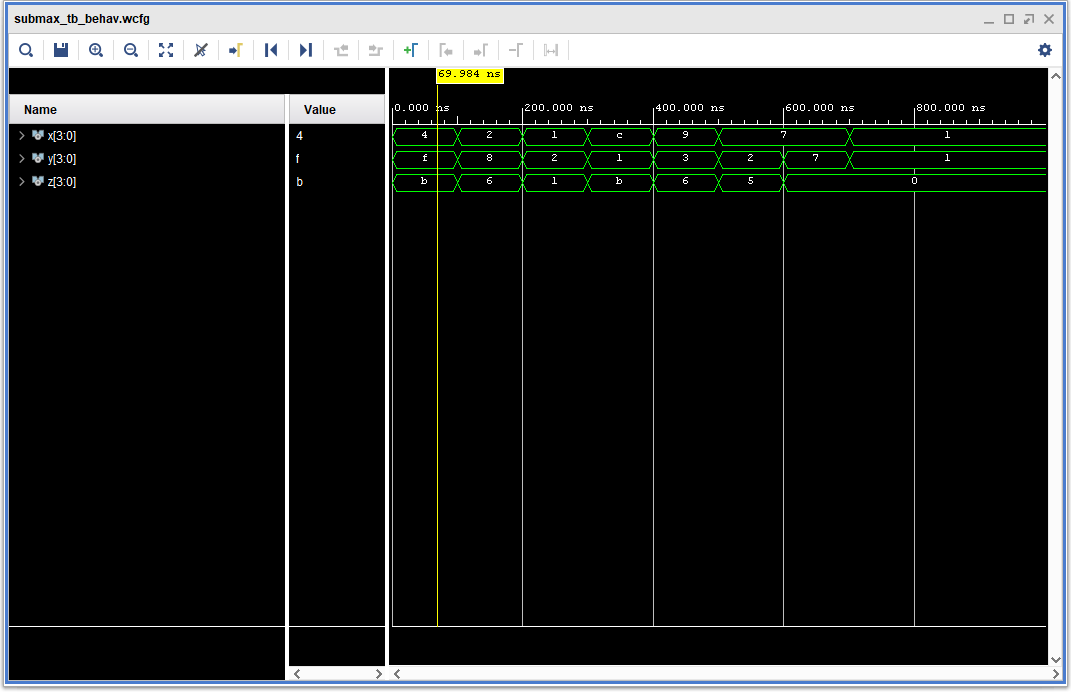 submax_tb_behav.wcfg
69.984 ns
Name Value 0.000 ns 200.000 ns 400.000 ns 600.000 ns 800.000 ns
x[3:0] 4 4 2 1 c 9 7 1
y[3:0] f f 8 2 1 3 2 7 1
z[3:0] b b 6 1 b 6 5 0